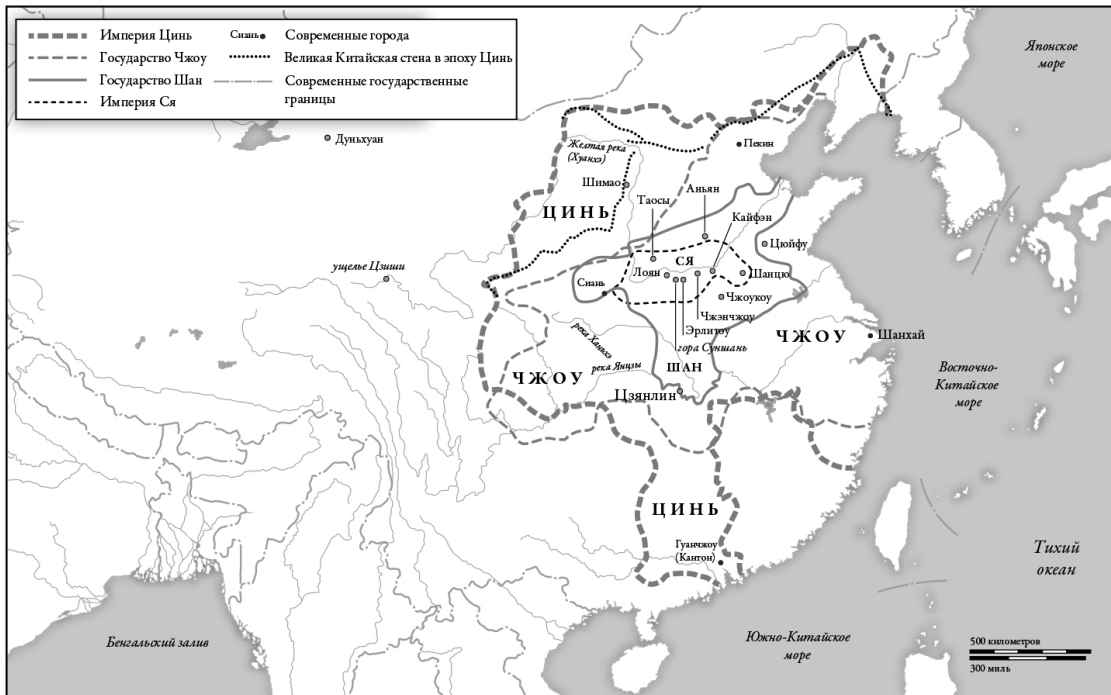 Империя Цинь
Государство Чжоу
Государство Шан
Империя Ся
Сиань
Современные города
Великая Китайская стена в эпоху Цинь
Современные государственные
границы
Японское
море
Дуньхуан
Пекин
Желтая река
(Хуанхэ)
Шимао
Аньян
Таосы
ЦИНЬ
Кайфэн
Цюйфу
СЯ
ущелье Цзиши
Лоян
Шанцю
Сиань
Чжоукоу
Чжэнчжоу
Эрлитоу
река Ханьхэ
гора Суншань
ЧЖОУ
Шанхай
река Янцзы
ШАН
ЧЖОУ
Восточно-
Китайское
море
Цзянлин
ЦИНЬ
Гуанчжоу
(Кантон)
Тихий
океан
Бенгальский залив
Южно-Китайское
море
500 километров
300 миль